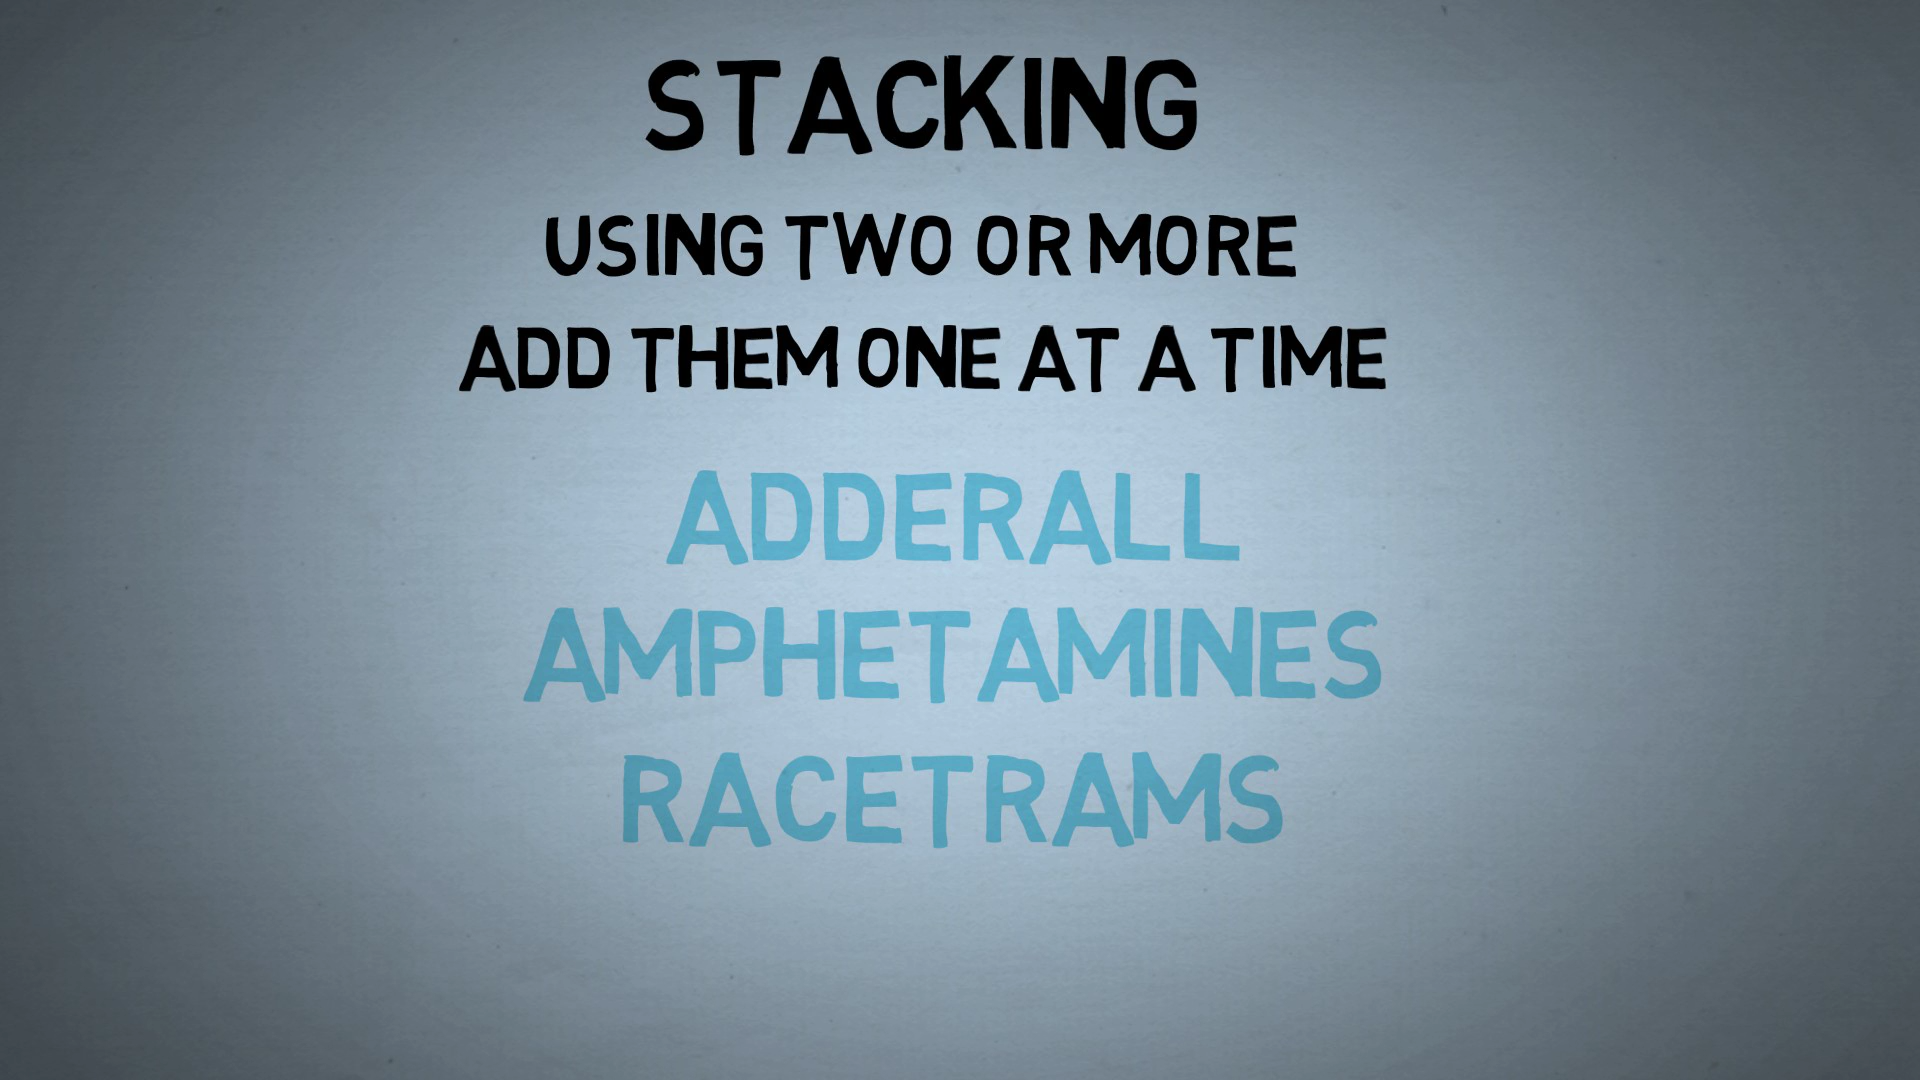 STACKING
USING TWO OR MORE
ADD THEM ONE AT A TIME
ADDERALL
AMPHETAMINES
RACETRAMS